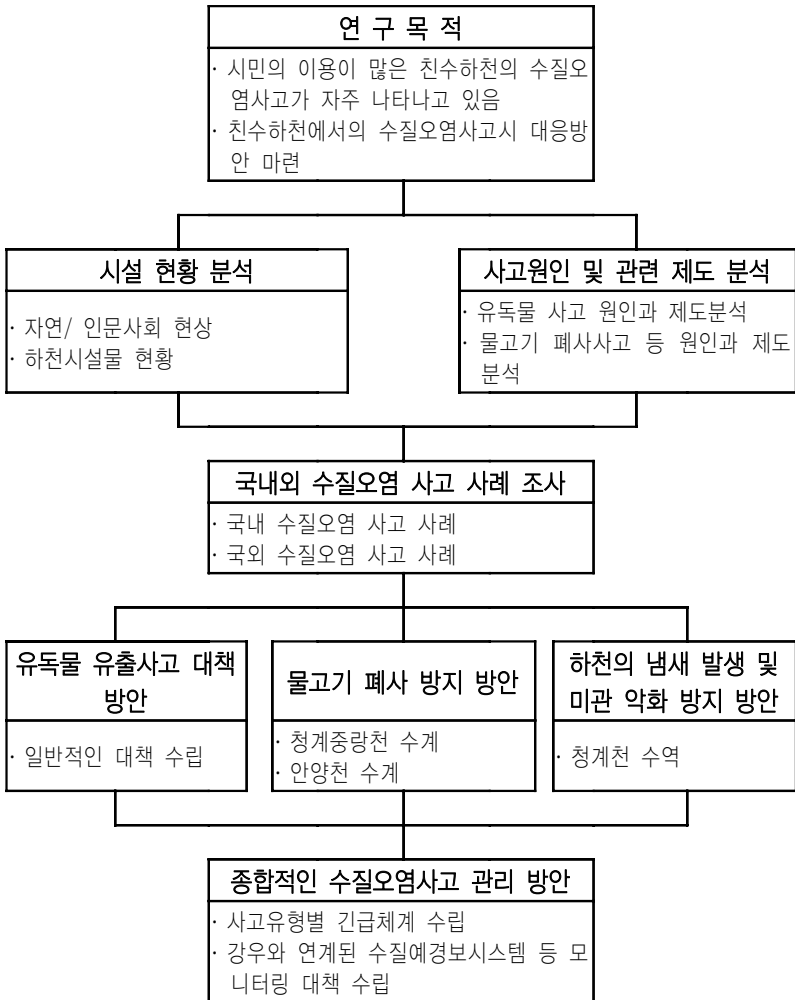 연 구 목 적
· 시민의 이용이 많은 친수하천의 수질오
염사고가 자주 나타나고 있음
· 친수하천에서의 수질오염사고시 대응방
안 마련
시설 현황 분석
· 자연/ 인문사회 현상
· 하천시설물 현황
사고원인 및 관련 제도 분석
· 유독물 사고 원인과 제도분석
· 물고기 폐사사고 등 원인과 제도
분석
국내외 수질오염 사고 사례 조사
· 국내 수질오염 사고 사례
· 국외 수질오염 사고 사례
유독물 유출사고 대책
방안
· 일반적인 대책 수립
물고기 폐사 방지 방안
· 청계중랑천 수계
· 안양천 수계
하천의 냄새 발생 및
미관 악화 방지 방안
· 청계천 수역
종합적인 수질오염사고 관리 방안
· 사고유형별 긴급체계 수립
· 강우와 연계된 수질예경보시스템 등 모
니터링 대책 수립